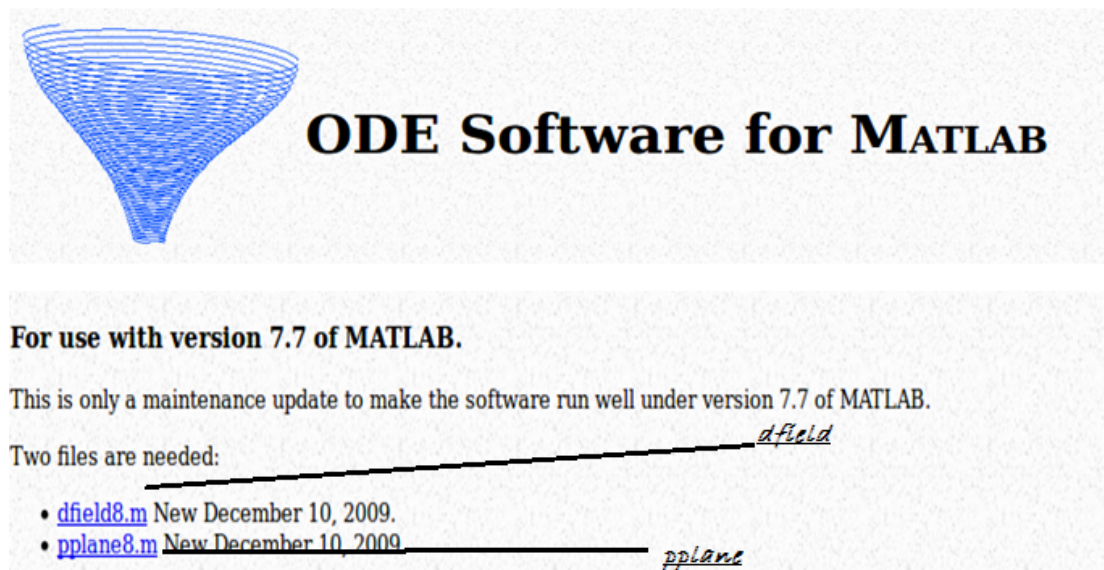 ODE Software for MATLAB
For use with version 7.7 of MATLAB.
This is only a maintenance update to make the software run well under version 7.7 of MATLAB.
dfield
Two files are needed:
• dfield8.m New December 10, 2009.
• pplane8.m New December 10, 2009.
pplane